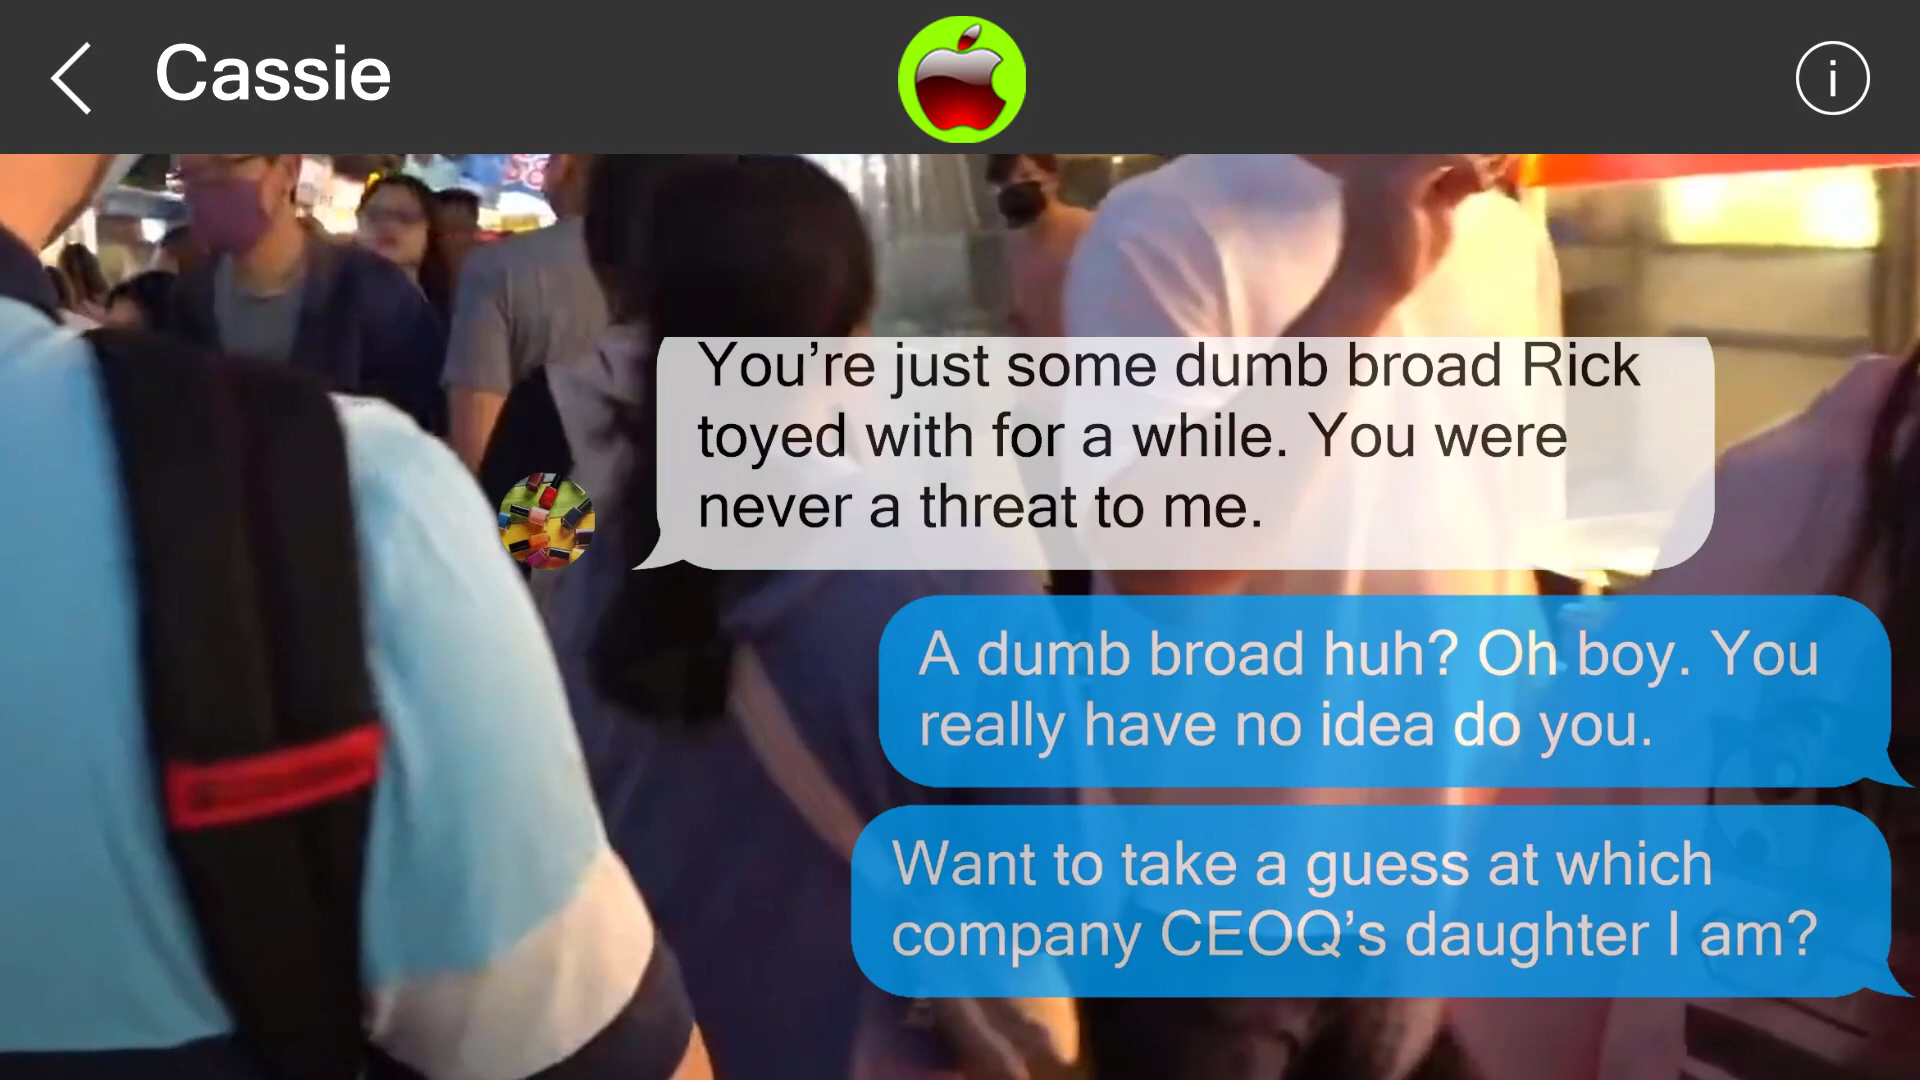 Cassie
i
You’re just some dumb broad Rick
toyed with for a while. You were
never a threat to me.
A dumb broad huh? Oh boy. You
really have no idea do you.
Want to take a guess at which
company CEOQ’s daughter I am?